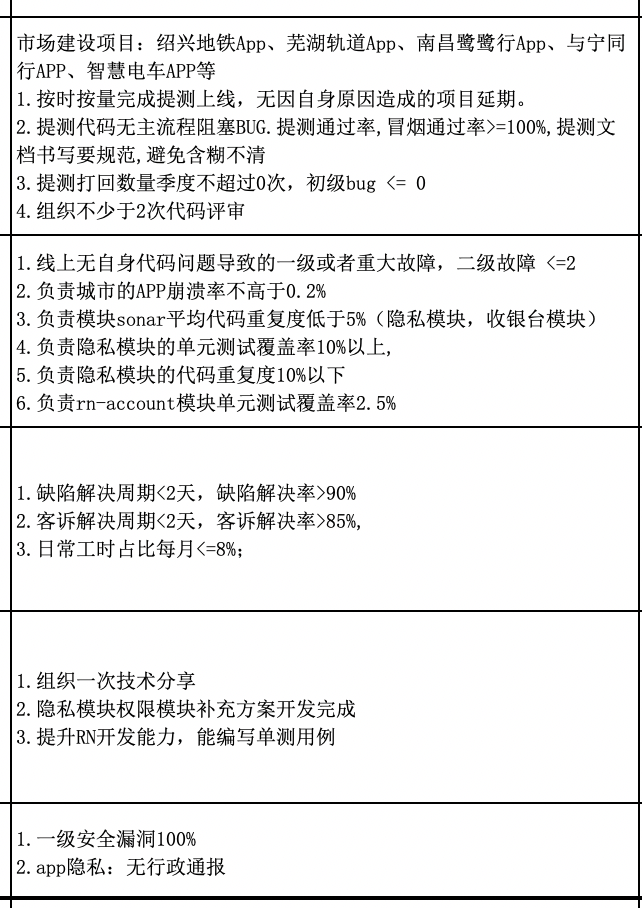 市场建设项目：绍兴地铁App、芜湖轨道App、南昌鹭鹭行App、与宁同
行APP、智慧电车APP等
1.按时按量完成提测上线，无因自身原因造成的项目延期。
2.提测代码无主流程阻塞BUG.提测通过率,冒烟通过率>=100%,提测文
档书写要规范,避免含糊不清
3.提测打回数量季度不超过0次，初级bug <= 0
4.组织不少于2次代码评审
1.线上无自身代码问题导致的一级或者重大故障，二级故障 <=2
2.负责城市的APP崩溃率不高于0.2%
3.负责模块sonar平均代码重复度低于5%（隐私模块，收银台模块）
4.负责隐私模块的单元测试覆盖率10%以上,
5.负责隐私模块的代码重复度10%以下
6.负责rn-account模块单元测试覆盖率2.5%
1.缺陷解决周期<2天，缺陷解决率>90%
2.客诉解决周期<2天，客诉解决率>85%,
3.日常工时占比每月<=8%；
1.组织一次技术分享
2.隐私模块权限模块补充方案开发完成
3.提升RN开发能力，能编写单测用例
1.一级安全漏洞100%
2.app隐私：无行政通报